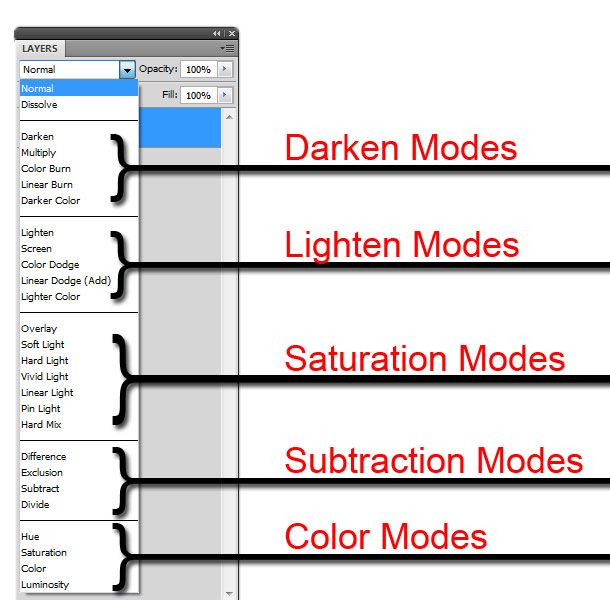 LAYERS
Normal Opacity: 100%
Normal Fill: 100%
Dissolve
Darken
Multiply
Color Burn
Linear Burn
Darker Color
Darken Modes
Lighten
Screen
Color Dodge
Linear Dodge (Add)
Lighter Color
Lighten Modes
Overlay
Soft Light
Hard Light
Vivid Light
Linear Light
Pin Light
Hard Mix
Saturation Modes
Difference
Exclusion
Subtract
Divide
Subtraction Modes
Hue
Saturation
Color
Luminosity
Color Modes